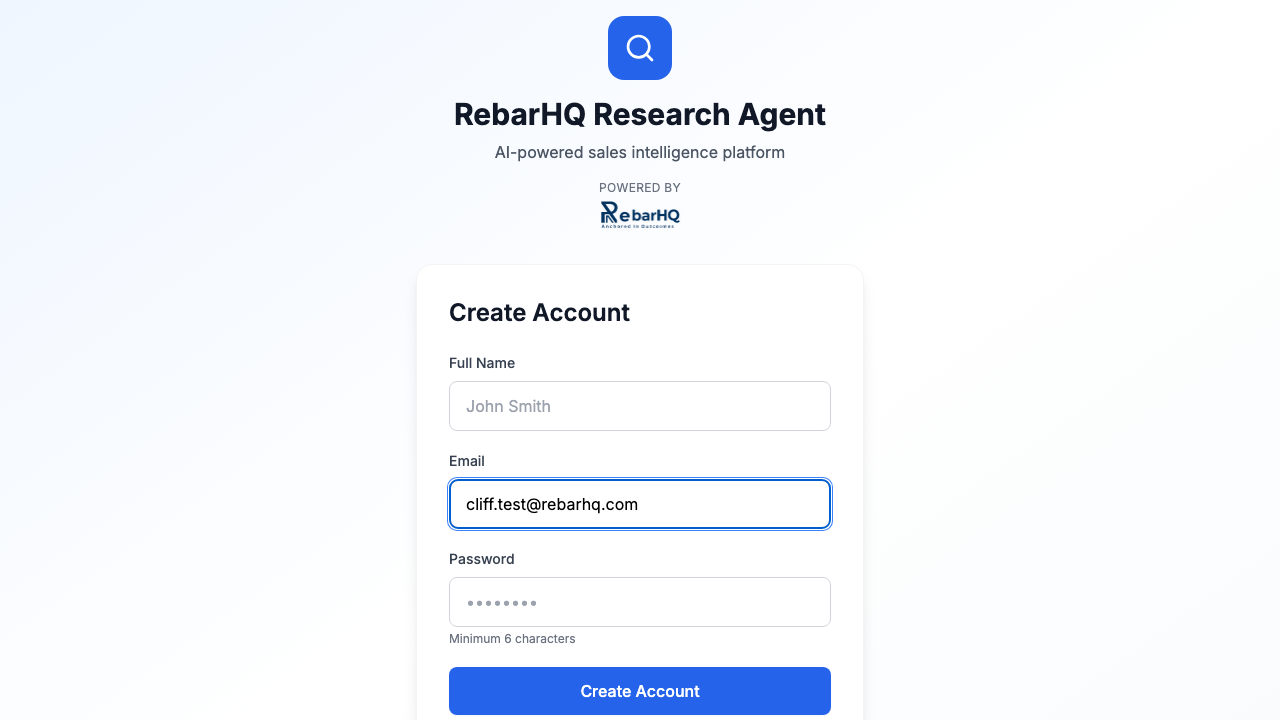 RebarHQ Research Agent
AI-powered sales intelligence platform
POWERED BY
RebarHQ
Anchored in Outcomes
Create Account
Full Name
John Smith
Email
cliff.test@rebarhq.com
Password
••••••••
Minimum 6 characters
Create Account